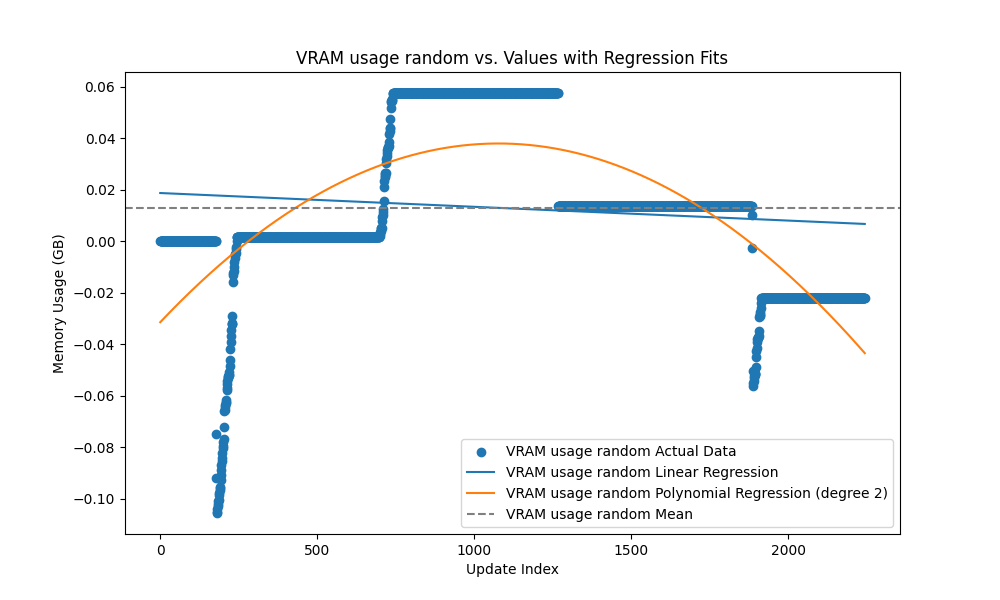 VRAM usage random vs. Values with Regression Fits
Memory Usage (GB)
0.06
0.04
0.02
0.00
−0.02
−0.04
−0.06
−0.08
−0.10
VRAM usage random Actual Data
VRAM usage random Linear Regression
VRAM usage random Polynomial Regression (degree 2)
VRAM usage random Mean
0 500 1000 1500 2000
Update Index